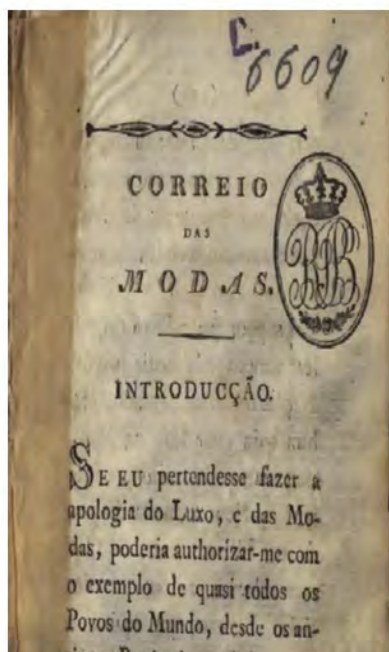 L.
6609
CORREIO
DAS
MODAS.
INTRODUCÇÃO.
SE EU pertendesse fazer a
apologia do Luxo, e das Mo-
das, poderia authorizar-me com
o exemplo de quasi todos os
Povos do Mundo, desde os an-